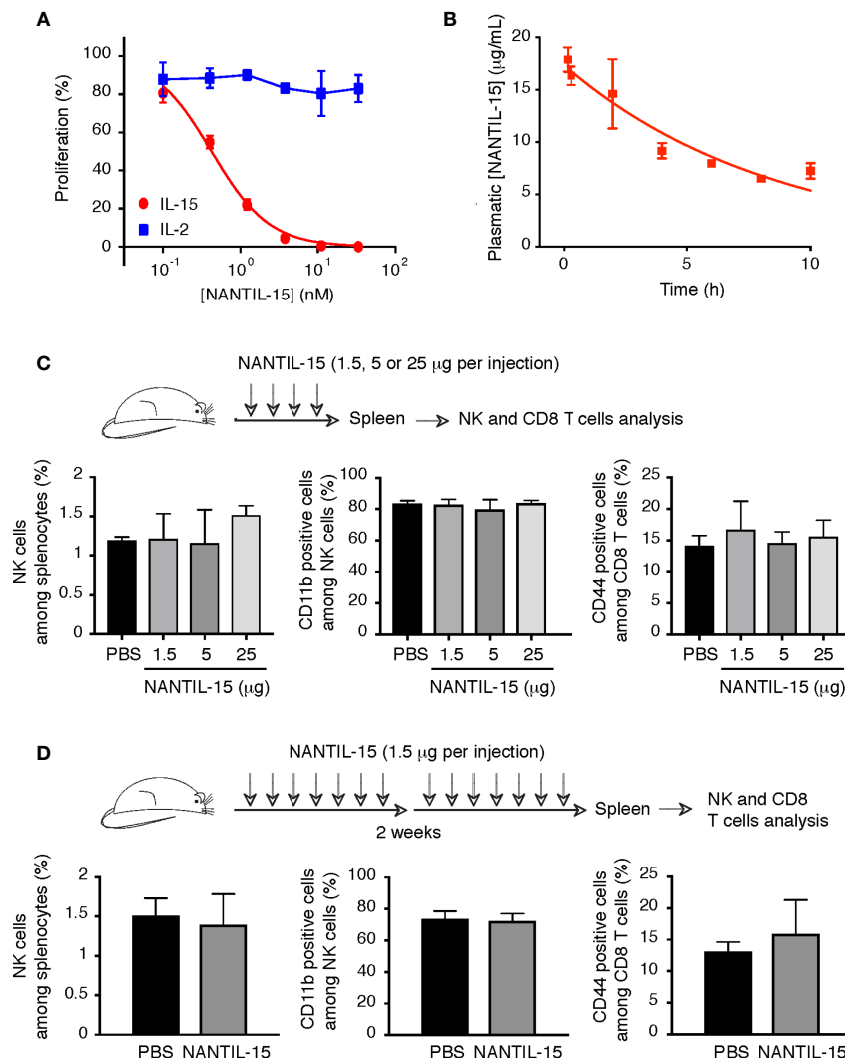 A
Proliferation (%)
100
80
60
40
20
0
IL-15
IL-2
10-1
100
101
102
[NANTIL-15] (nM)
B
Plasmatic [NANTIL-15] (μg/mL)
20
15
10
5
0
0
5
10
Time (h)
C
NANTIL-15 (1.5, 5 or 25 μg per injection)
Spleen
NK and CD8 T cells analysis
NK cells
among splenocytes (%)
2
1.5
1
0.5
0
PBS 1.5 5 25
NANTIL-15 (μg)
CD11b positive cells
among NK cells (%)
100
80
60
40
20
0
PBS 1.5 5 25
NANTIL-15 (μg)
CD44 positive cells
among CD8 T cells (%)
25
20
15
10
5
0
PBS 1.5 5 25
NANTIL-15 (μg)
D
NANTIL-15 (1.5 μg per injection)
2 weeks
Spleen
NK and CD8
T cells analysis
NK cells
among splenocytes (%)
2
1.5
1
0.5
0
PBS NANTIL-15
CD11b positive cells
among NK cells (%)
100
80
60
40
20
0
PBS NANTIL-15
CD44 positive cells
among CD8 T cells (%)
25
20
15
10
5
0
PBS NANTIL-15